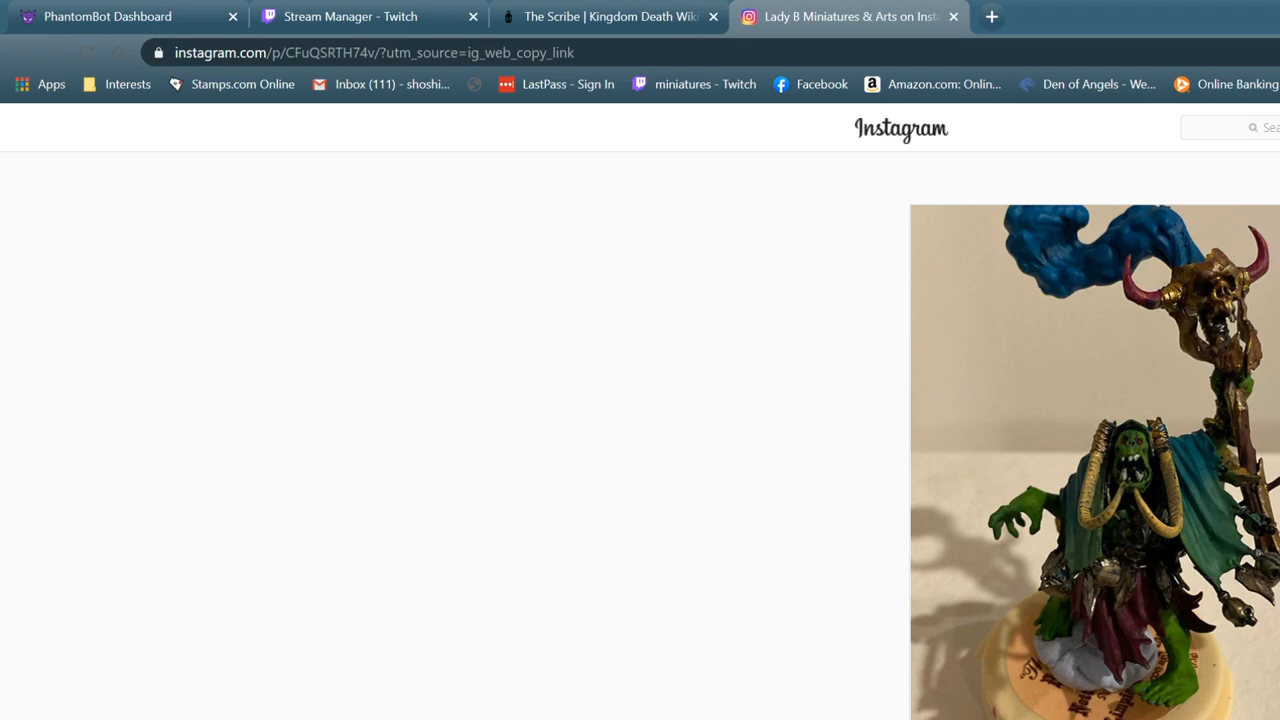 PhantomBot Dashboard
Stream Manager - Twitch
The Scribe | Kingdom Death Wiki
Lady B Miniatures & Arts on Insta
instagram.com/p/CFuQSRTH74v/?utm_source=ig_web_copy_link
Apps
Interests
Stamps.com Online
Inbox (111) - shoshi...
LastPass - Sign In
miniatures - Twitch
Facebook
Amazon.com: Onlin...
Den of Angels - We...
Online Banking
Instagram
Sea